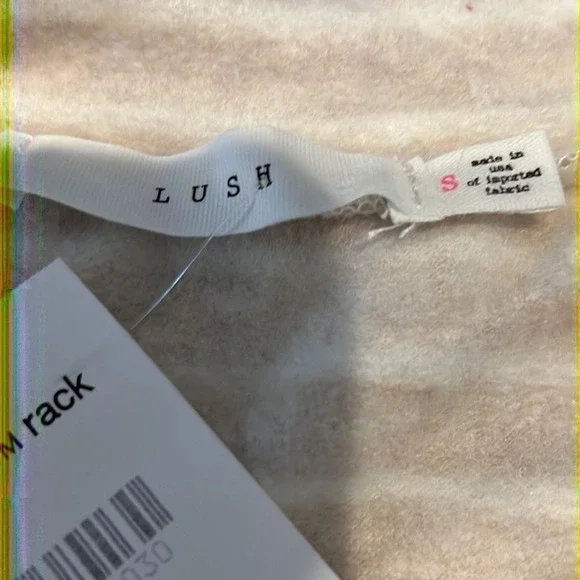 LUSH
S
made in
usa
of imported
fabric
M rack
030